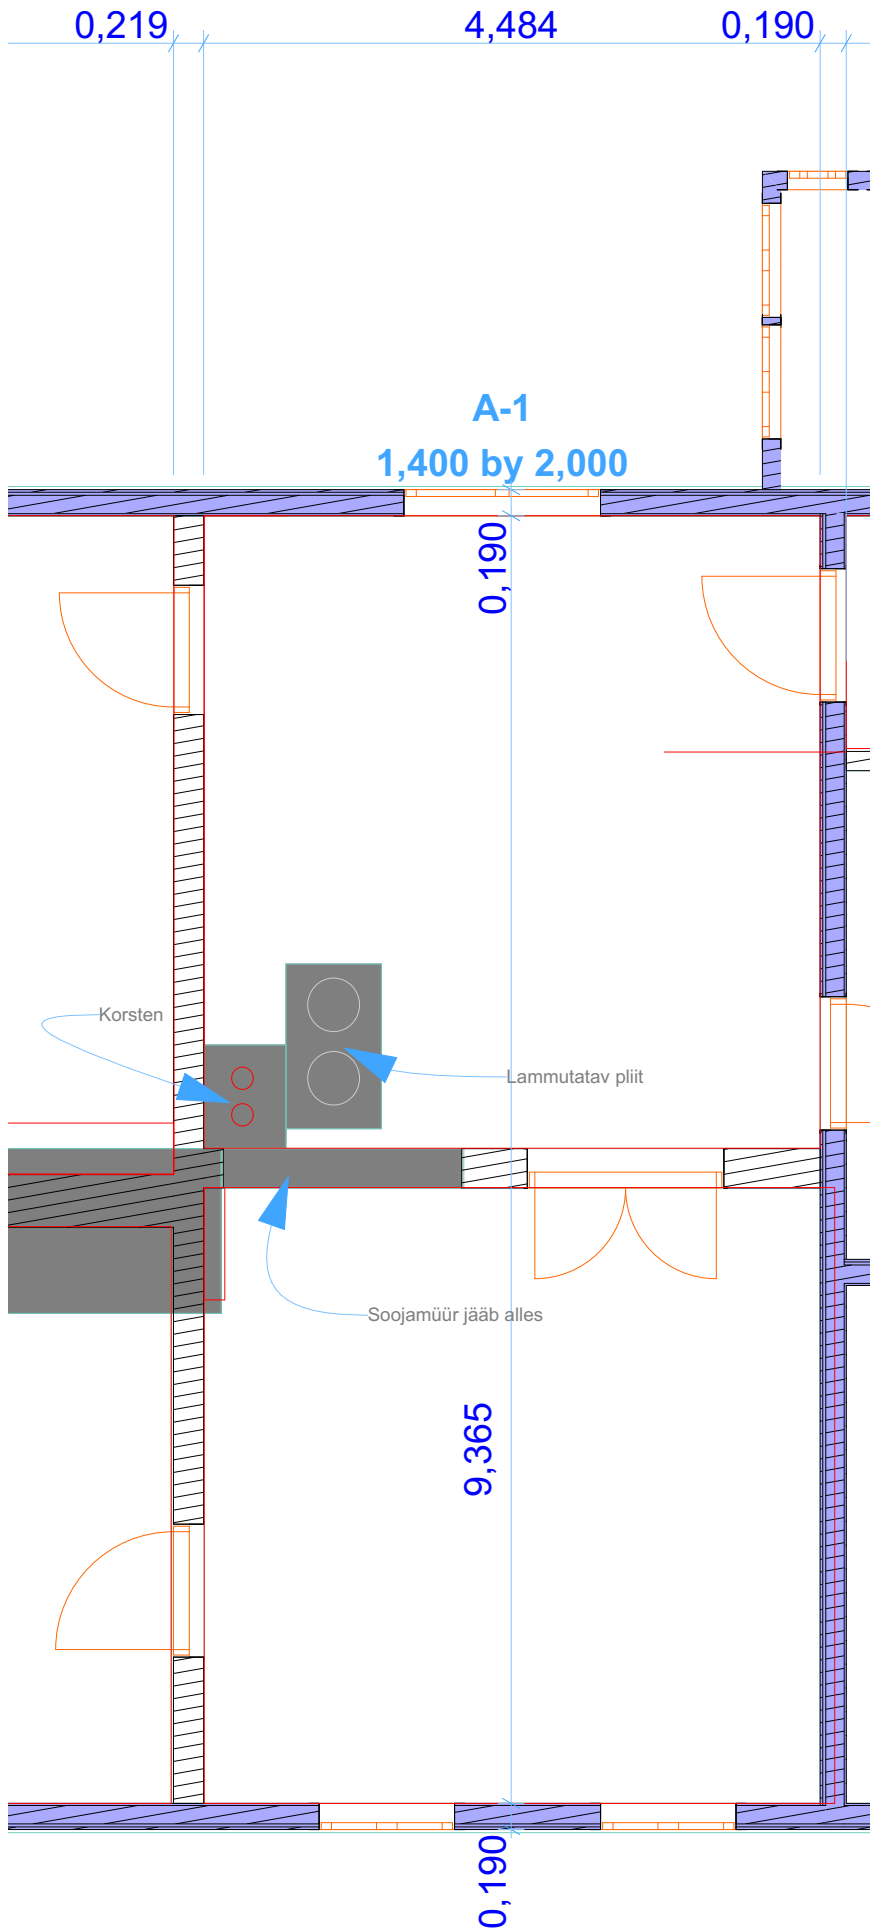 0,219
4,484
0,190
A-1
1,400 by 2,000
0,190
Korsten
Lammutatav pliit
Soojamüür jääb alles
9,365
0,190